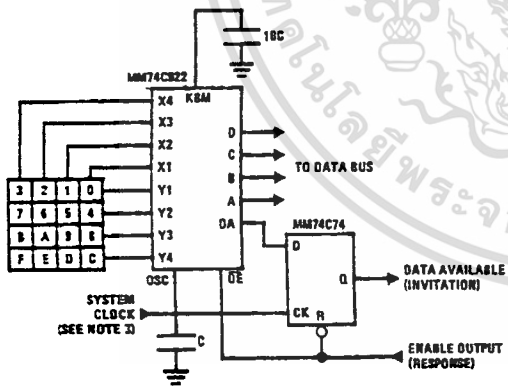 10C
MM74C922
KBM
X4
X3
X2
X1
Y1
Y2
Y3
Y4
D
C
B
A
DA
TO DATA BUS
3 2 1 0
7 6 5 4
B A 9 8
F E D C
OSC
OE
MM74C74
D
Q
CK
R
DATA AVAILABLE
(INVITATION)
SYSTEM
CLOCK
(SEE NOTE 3)
C
ENABLE OUTPUT
(RESPONSE)